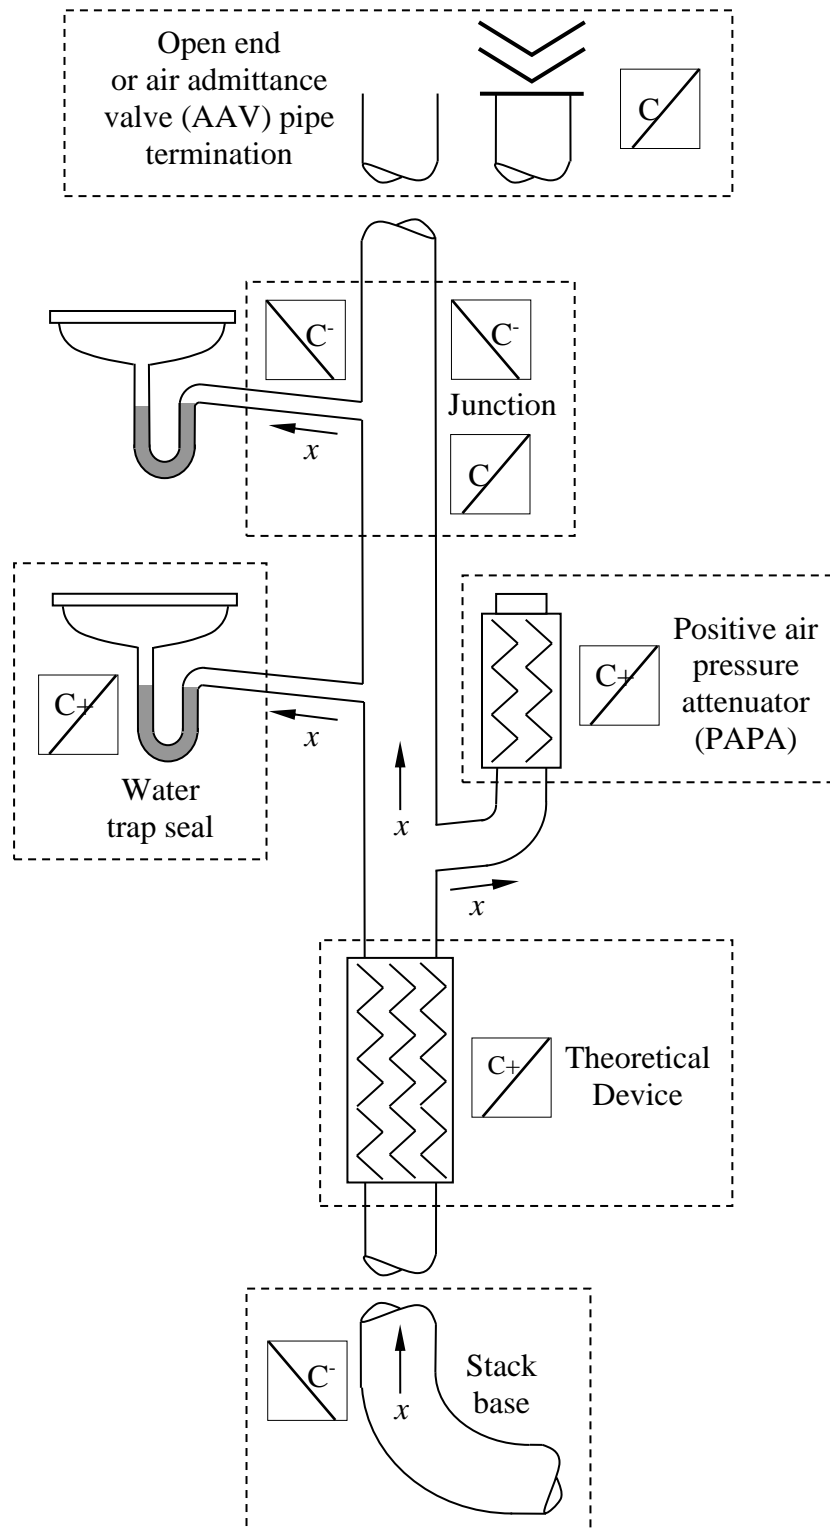 Open end
or air admittance
valve (AAV) pipe
termination
C
C-
C-
Junction
x
C
C+
Water
trap seal
x
x
C+
Positive air
pressure
attenuator
(PAPA)
x
C+
Theoretical
Device
C-
x
Stack
base